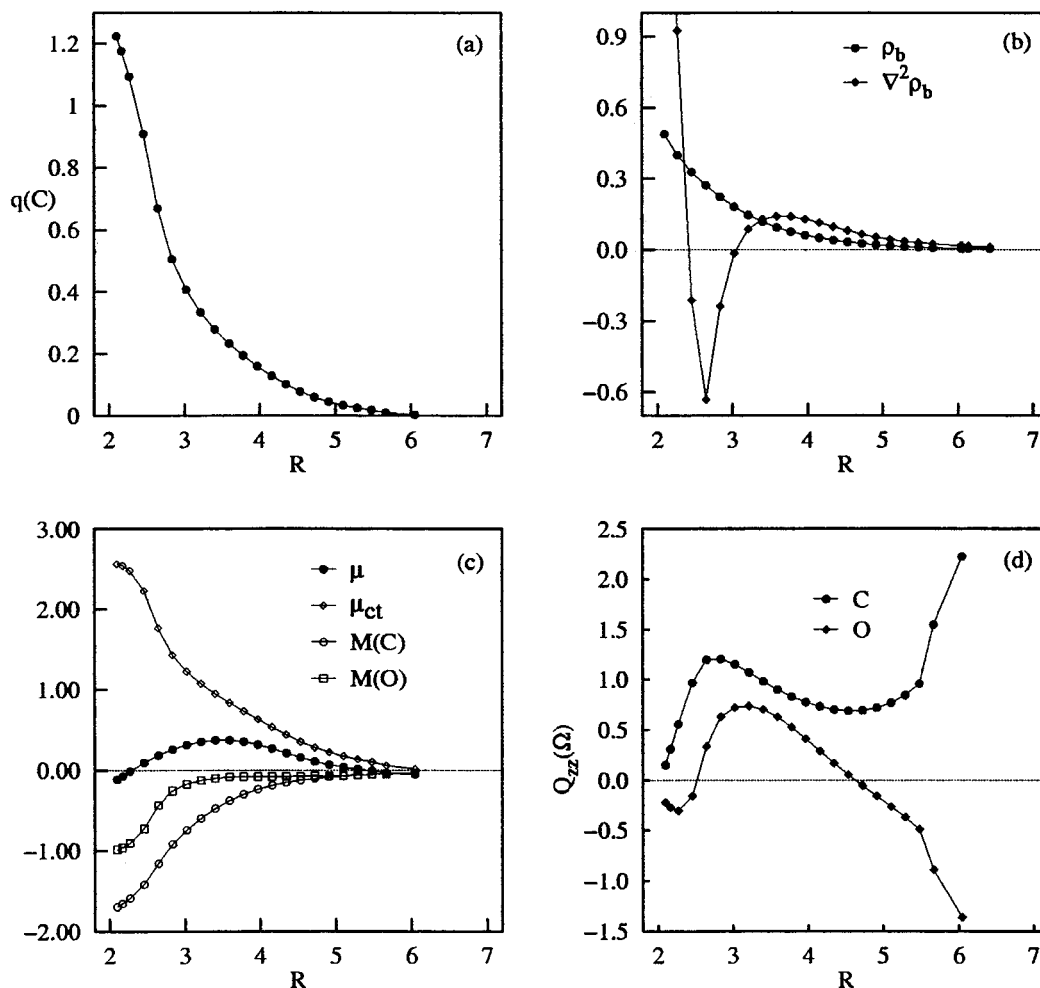 (a)
1.2
1
0.8
q(C)
0.6
0.4
0.2
0
2 3 4 5 6 7
R
(b)
ρb
∇²ρb
0.9
0.6
0.3
0.0
−0.3
−0.6
2 3 4 5 6 7
R
(c)
μ
μct
M(C)
M(O)
3.00
2.00
1.00
0.00
−1.00
−2.00
2 3 4 5 6 7
R
(d)
C
O
2.5
2.0
1.5
1.0
0.5
Qzz(Ω)
0.0
−0.5
−1.0
−1.5
2 3 4 5 6 7
R